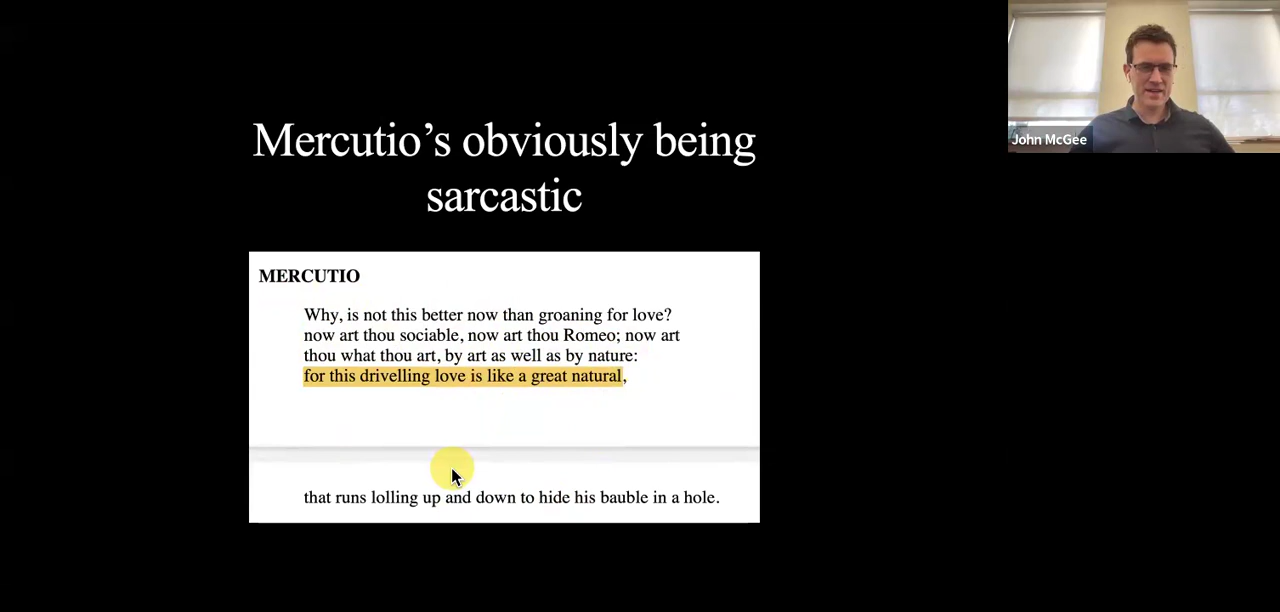 Mercutio’s obviously being
sarcastic
John McGee
MERCUTIO
Why, is not this better now than groaning for love?
now art thou sociable, now art thou Romeo; now art
thou what thou art, by art as well as by nature:
for this drivelling love is like a great natural,
that runs lolling up and down to hide his bauble in a hole.